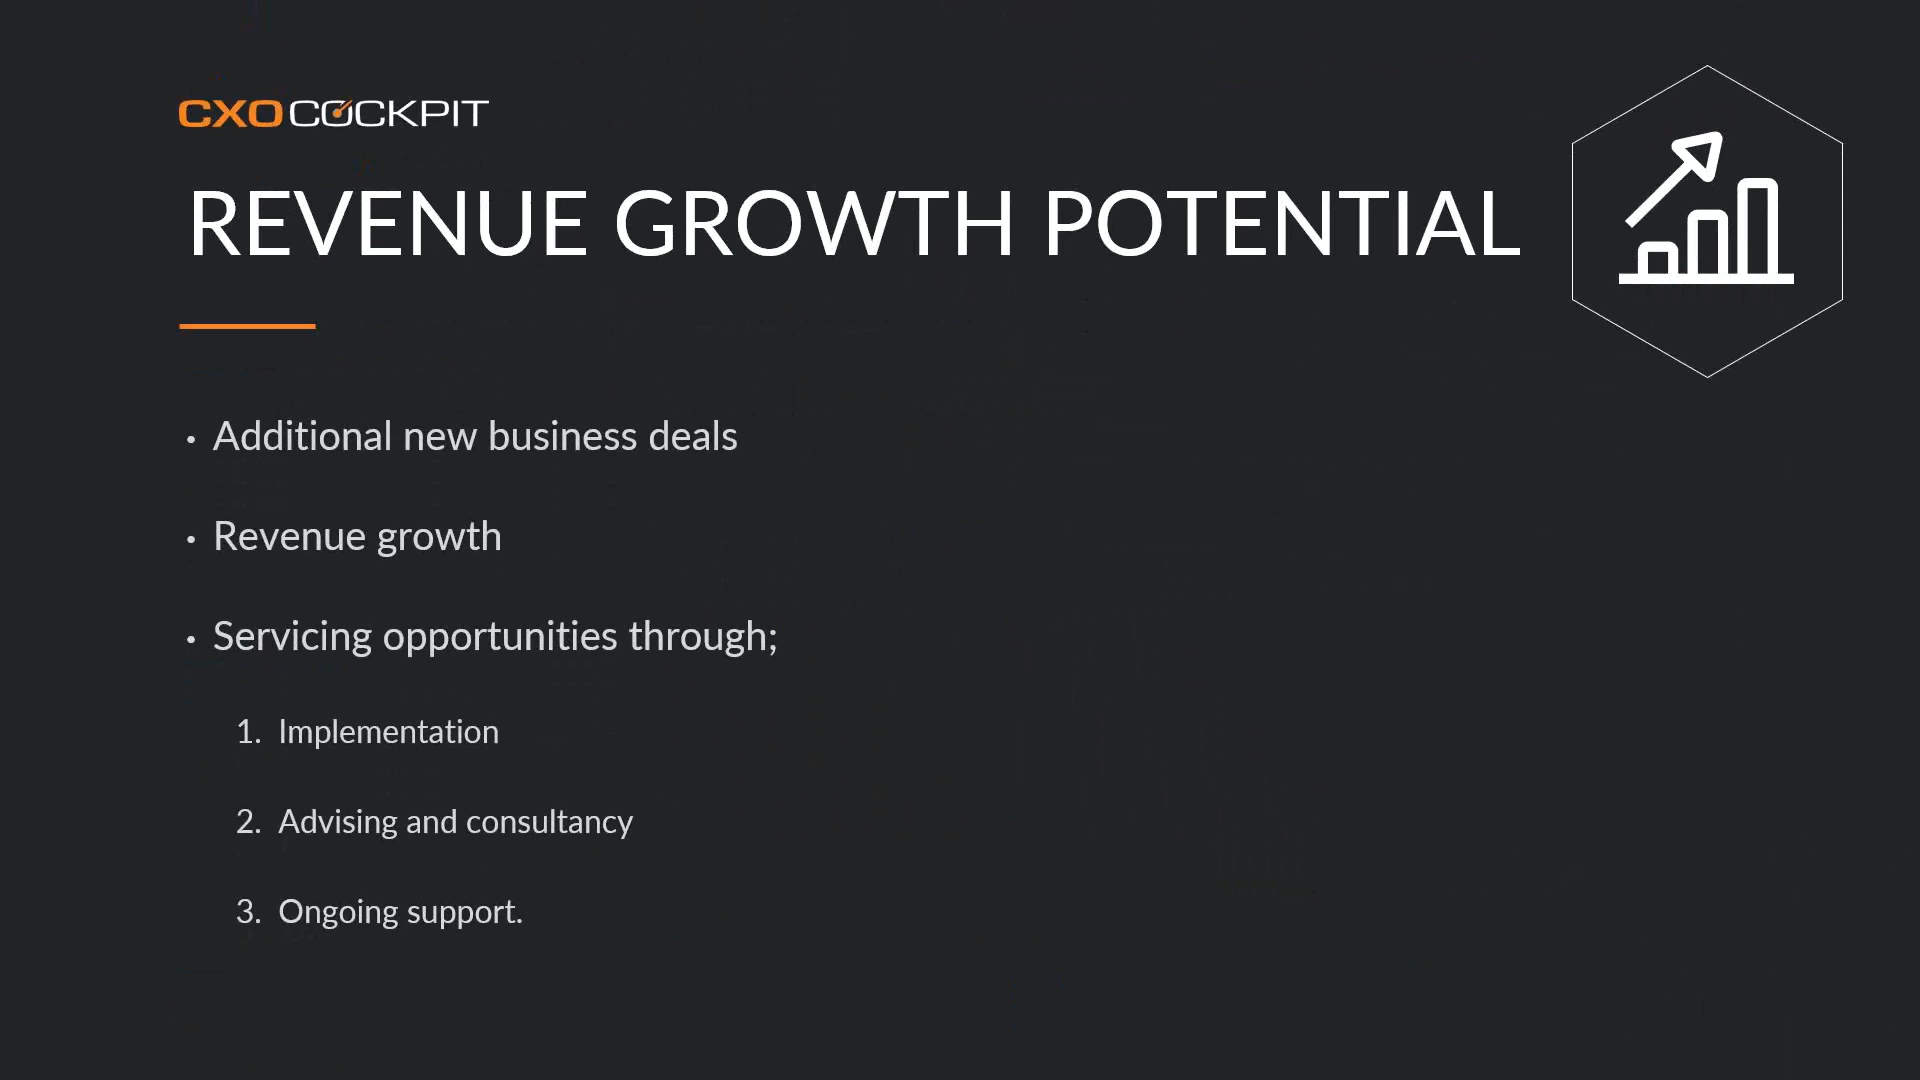 CXOCOCKPIT
REVENUE GROWTH POTENTIAL
• Additional new business deals
• Revenue growth
• Servicing opportunities through;
1. Implementation
2. Advising and consultancy
3. Ongoing support.